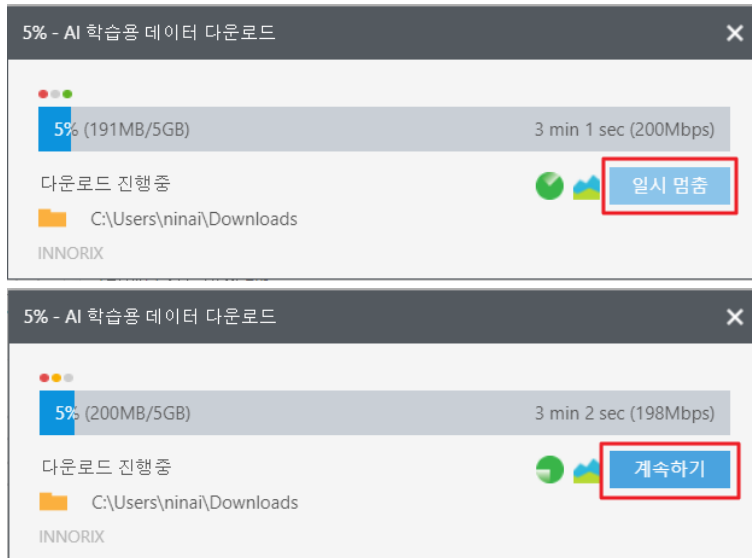 5% - AI 학습용 데이터 다운로드
5% (191MB/5GB) 3 min 1 sec (200Mbps)
다운로드 진행중 일시 멈춤
C:\Users\ninai\Downloads
INNORIX
5% - AI 학습용 데이터 다운로드
5% (200MB/5GB) 3 min 2 sec (198Mbps)
다운로드 진행중 계속하기
C:\Users\ninai\Downloads
INNORIX